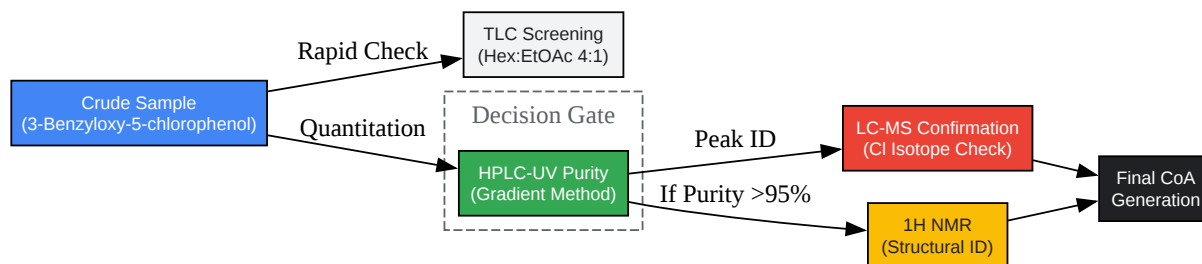 Crude Sample
(3-Benzyloxy-5-chlorophenol)
Rapid Check
Quantitation
TLC Screening
(Hex:EtOAc 4:1)
Decision Gate
HPLC-UV Purity
(Gradient Method)
Peak ID
If Purity >95%
LC-MS Confirmation
(Cl Isotope Check)
1H NMR
(Structural ID)
Final CoA
Generation